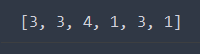 [3, 3, 4, 1, 3, 1]